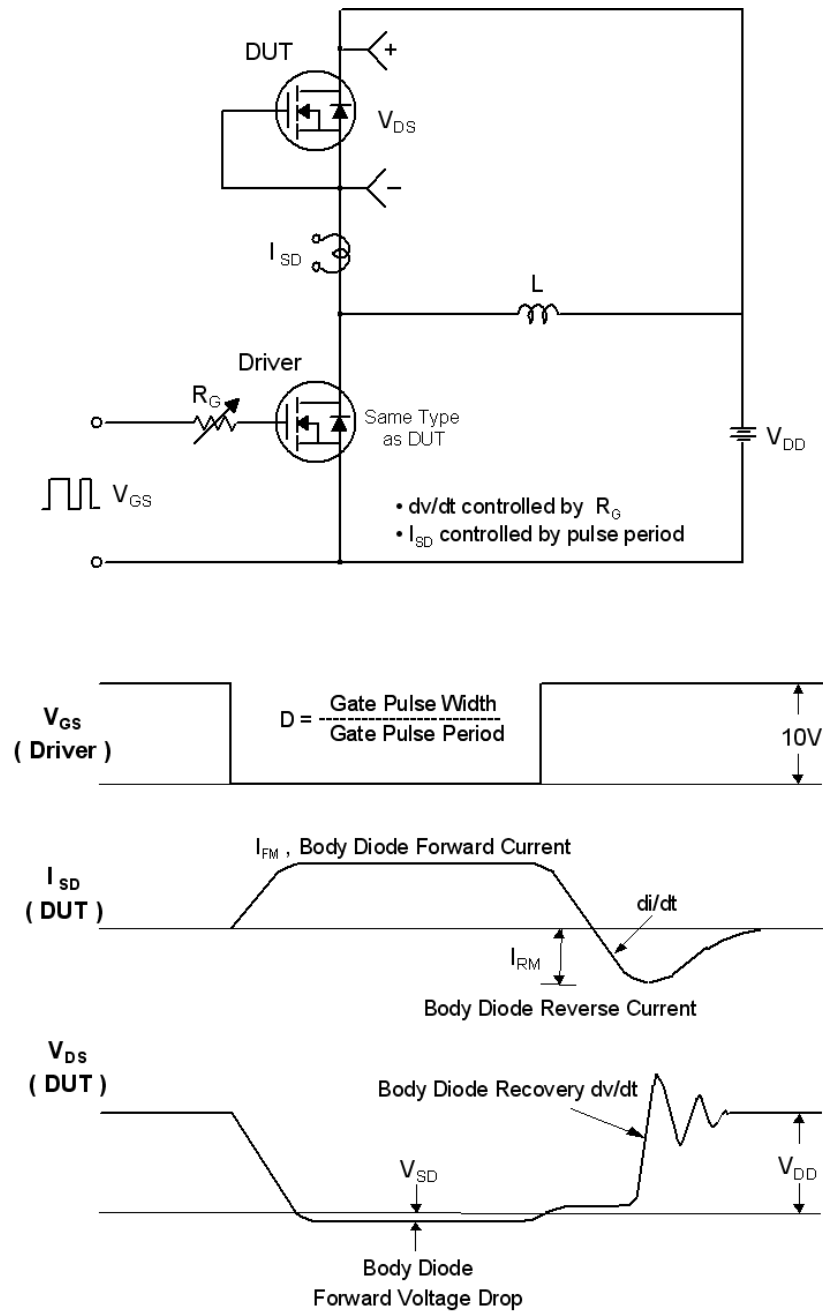 DUT
+
V_DS
−
I_SD
L
Driver
R_G
Same Type
as DUT
V_DD
V_GS
• dv/dt controlled by R_G
• I_SD controlled by pulse period
V_GS
( Driver )
D = Gate Pulse Width
Gate Pulse Period
10V
I_FM , Body Diode Forward Current
I_SD
( DUT )
di/dt
I_RM
Body Diode Reverse Current
V_DS
( DUT )
Body Diode Recovery dv/dt
V_SD
V_DD
Body Diode
Forward Voltage Drop